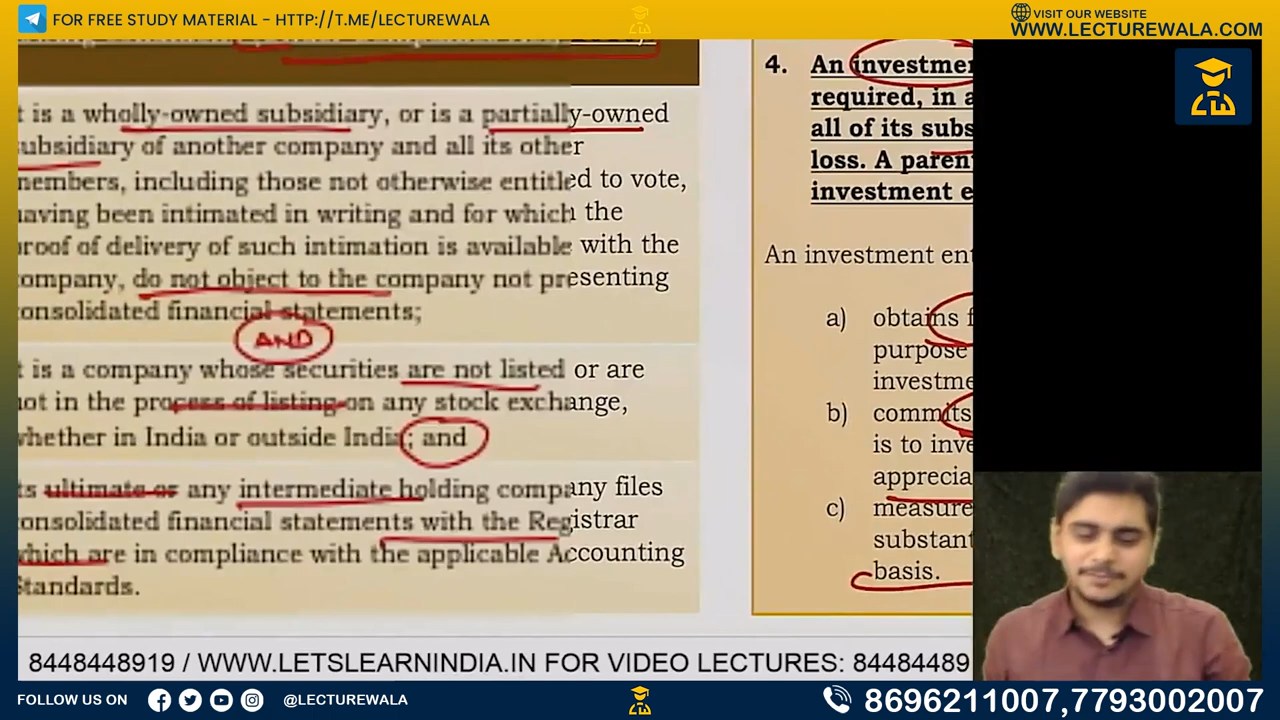 FOR FREE STUDY MATERIAL - HTTP://T.ME/LECTUREWALA
VISIT OUR WEBSITE
WWW.LECTUREWALA.COM
t is a wholly-owned subsidiary, or is a partially-owned
ubsidiary of another company and all its other
nembers, including those not otherwise entitled to vote,
aving been intimated in writing and for which the
roof of delivery of such intimation is available with the
ompany, do not object to the company not presenting
onsolidated financial statements;
AND
t is a company whose securities are not listed or are
ot in the process of listing on any stock exchange,
whether in India or outside India; and
ts ultimate or any intermediate holding company files
onsolidated financial statements with the Registrar
which are in compliance with the applicable Accounting
Standards.
4. An investmen
required, in a
all of its subs
loss. A paren
investment e
An investment ent
a) obtains f
purpose
investme
b) commits
is to inve
apprecia
c) measure
substant
basis.
8448448919 / WWW.LETSLEARNINDIA.IN FOR VIDEO LECTURES: 84484489
FOLLOW US ON
@LECTUREWALA
8696211007,7793002007